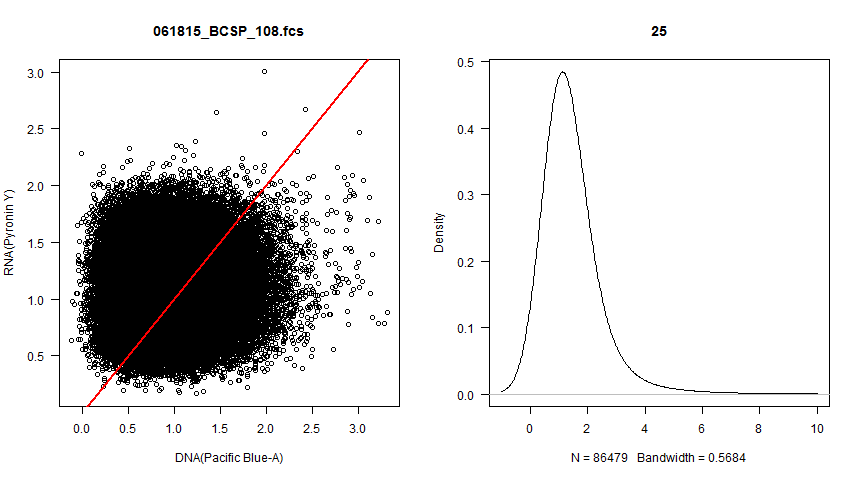 061815_BCSP_108.fcs
RNA(Pyronin Y)
3.0
2.5
2.0
1.5
1.0
0.5
0.0 0.5 1.0 1.5 2.0 2.5 3.0
DNA(Pacific Blue-A)
25
Density
0.5
0.4
0.3
0.2
0.1
0.0
0 2 4 6 8 10
N = 86479 Bandwidth = 0.5684